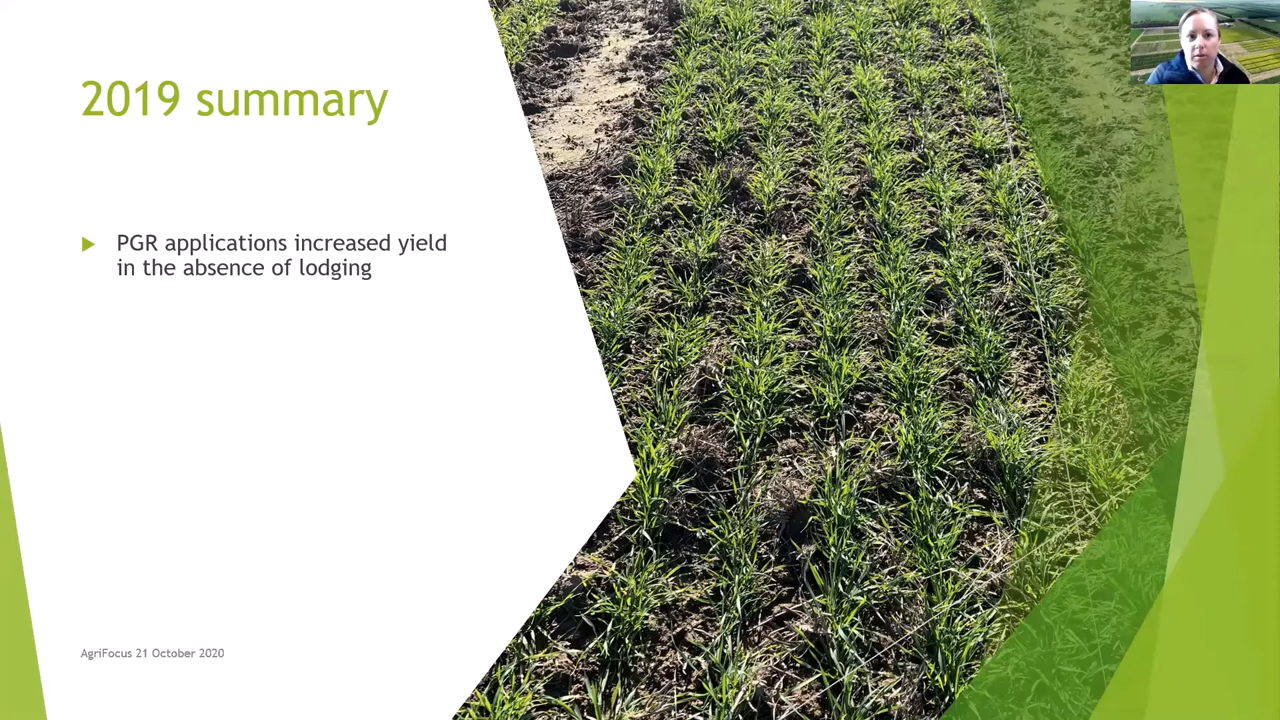 2019 summary
PGR applications increased yield
in the absence of lodging
AgriFocus 21 October 2020